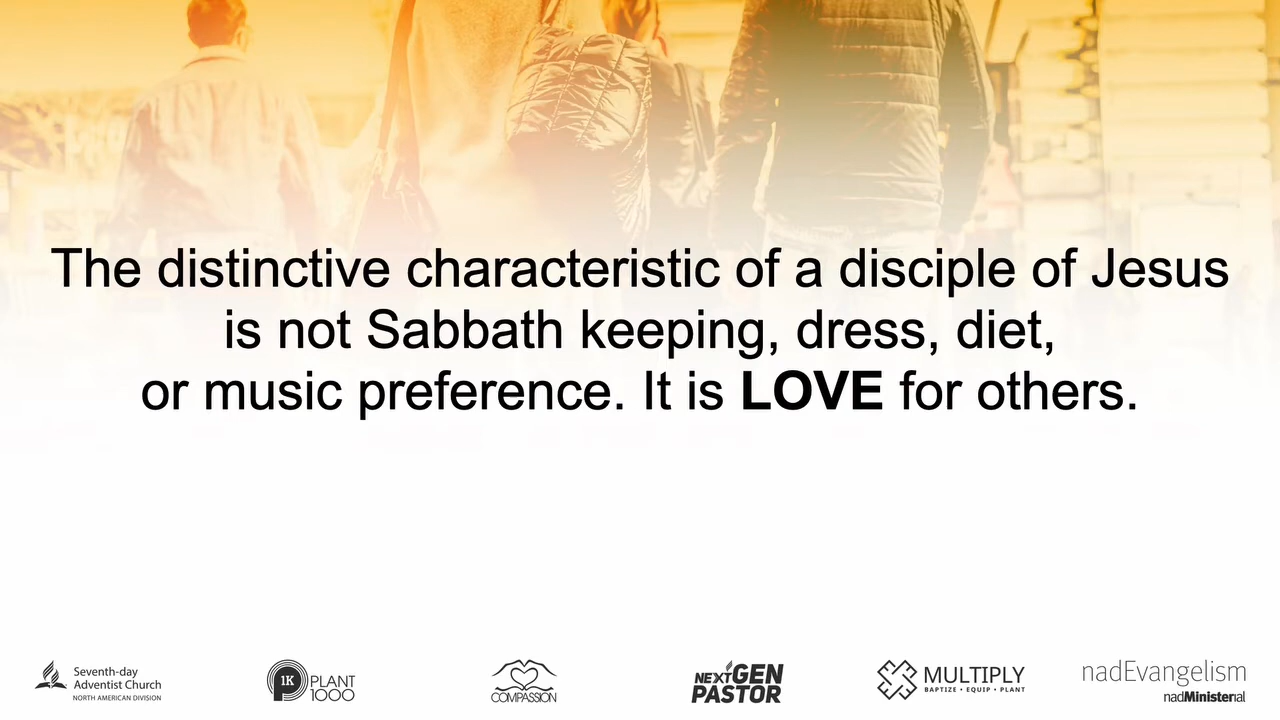 The distinctive characteristic of a disciple of Jesus
is not Sabbath keeping, dress, diet,
or music preference. It is LOVE for others.
Seventh-day
Adventist Church
NORTH AMERICAN DIVISION
1K
PLANT
1000
COMPASSION
NEXTGEN
PASTOR
MULTIPLY
BAPTIZE • EQUIP • PLANT
nadEvangelism
nadMinisterial